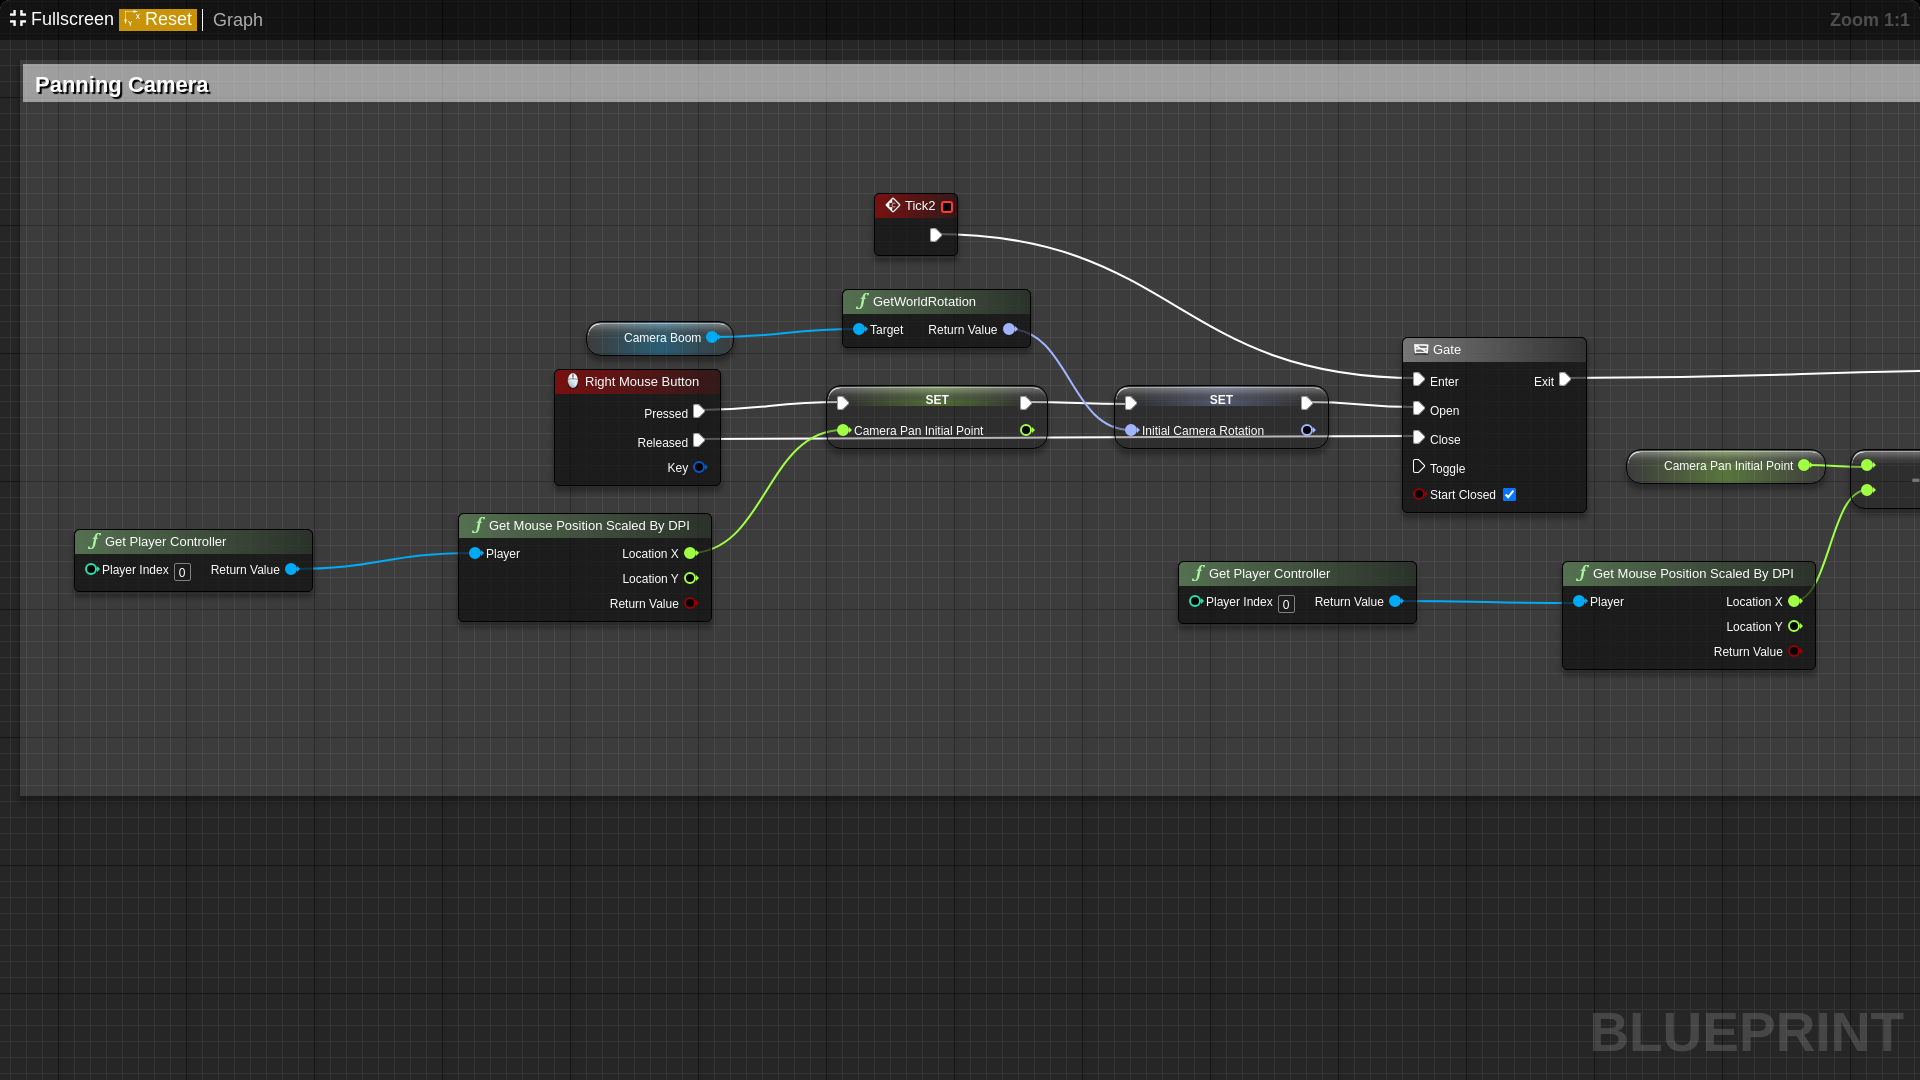 Fullscreen Reset Graph Zoom 1:1
Panning Camera
Tick2
GetWorldRotation
Target Return Value
Camera Boom
Right Mouse Button
Pressed
Released
Key
SET
Camera Pan Initial Point
SET
Initial Camera Rotation
Gate
Enter Exit
Open
Close
Toggle
Start Closed
Camera Pan Initial Point
Get Player Controller
Player Index 0 Return Value
Get Mouse Position Scaled By DPI
Player Location X
Location Y
Return Value
Get Player Controller
Player Index 0 Return Value
Get Mouse Position Scaled By DPI
Player Location X
Location Y
Return Value
BLUEPRINT